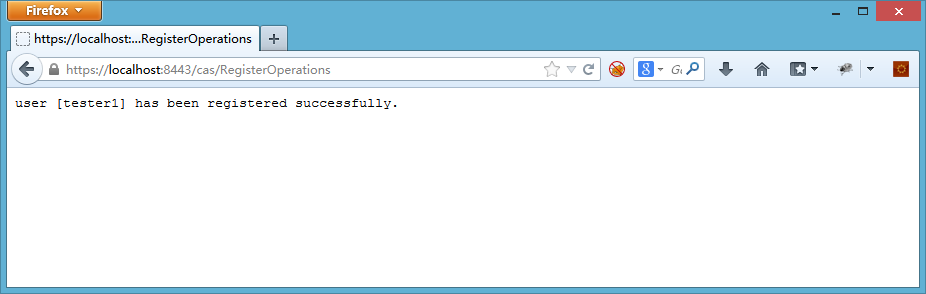 Firefox
https://localhost:...RegisterOperations
https://localhost:8443/cas/RegisterOperations
user [tester1] has been registered successfully.